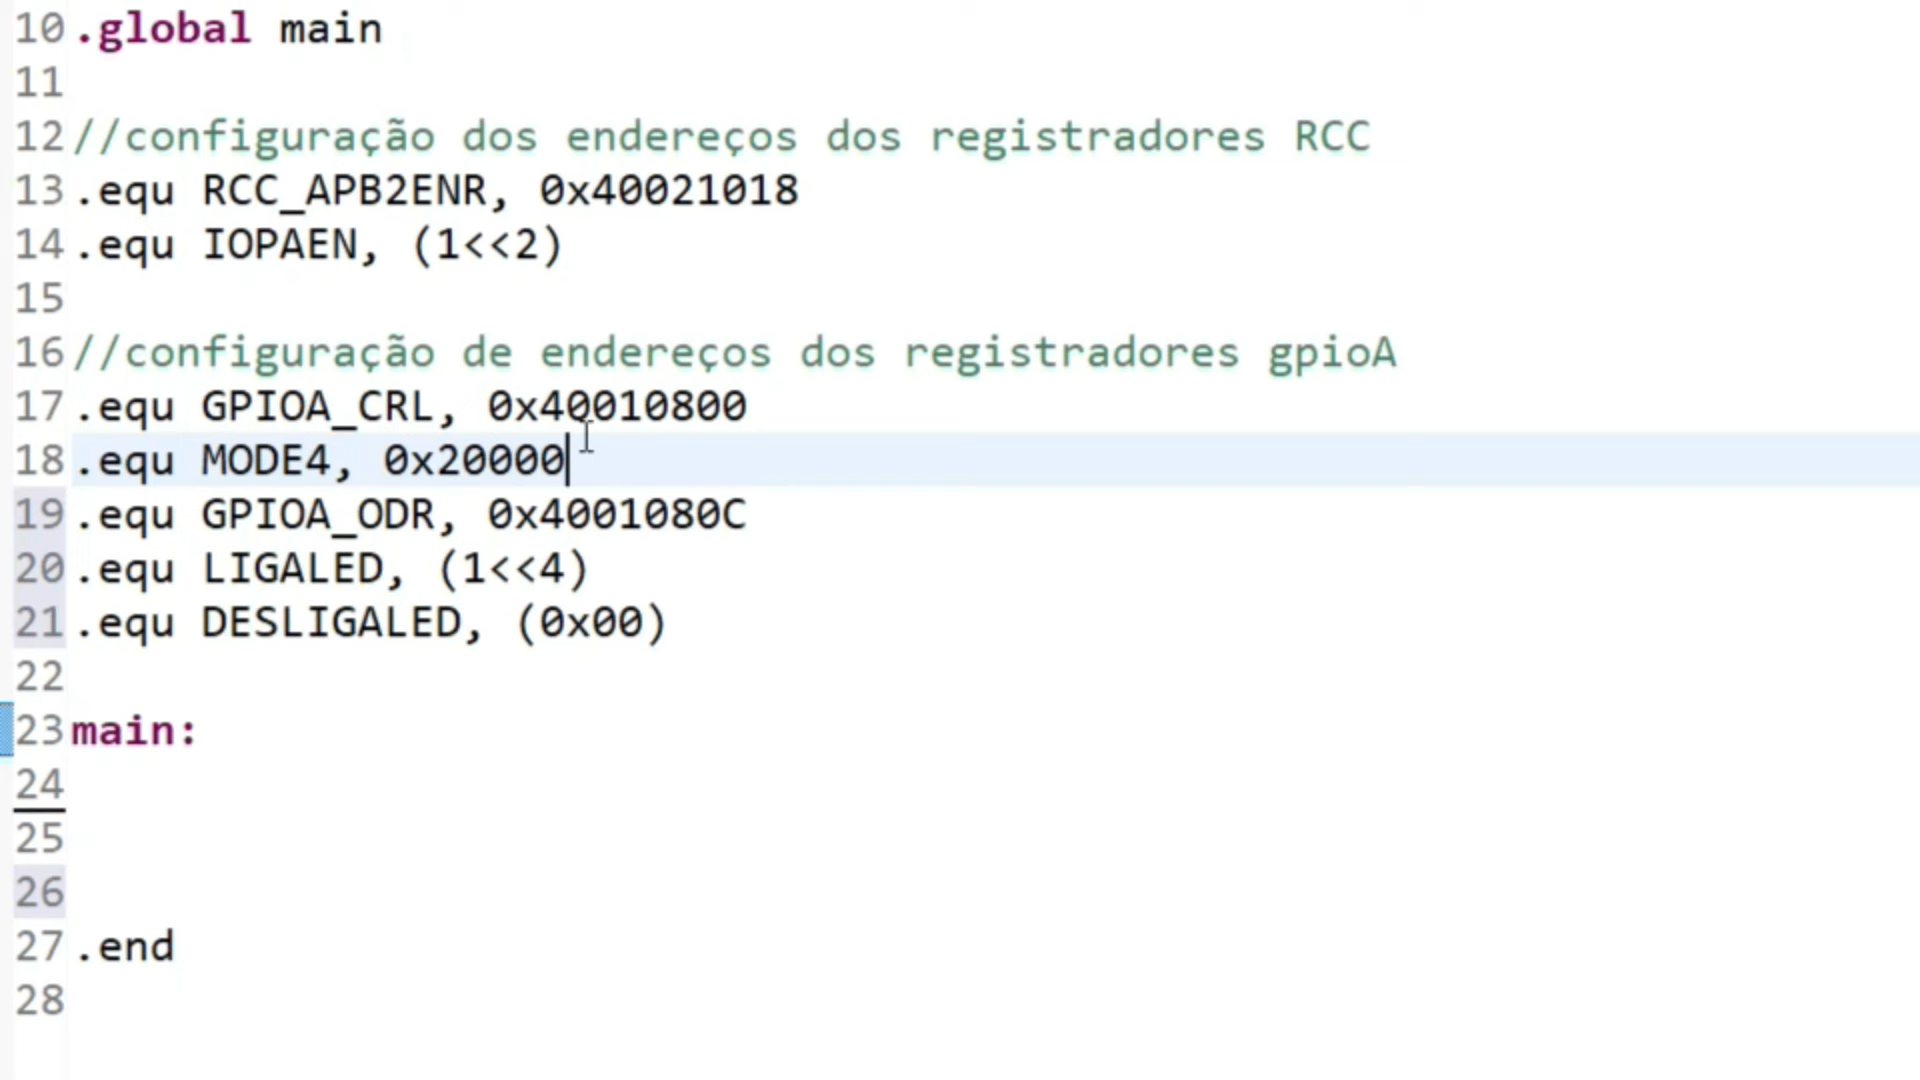 10 .global main
11
12 //configuração dos endereços dos registradores RCC
13 .equ RCC_APB2ENR, 0x40021018
14 .equ IOPAEN, (1<<2)
15
16 //configuração de endereços dos registradores gpioA
17 .equ GPIOA_CRL, 0x40010800
18 .equ MODE4, 0x20000
19 .equ GPIOA_ODR, 0x4001080C
20 .equ LIGALED, (1<<4)
21 .equ DESLIGALED, (0x00)
22
23 main:
24
25
26
27 .end
28